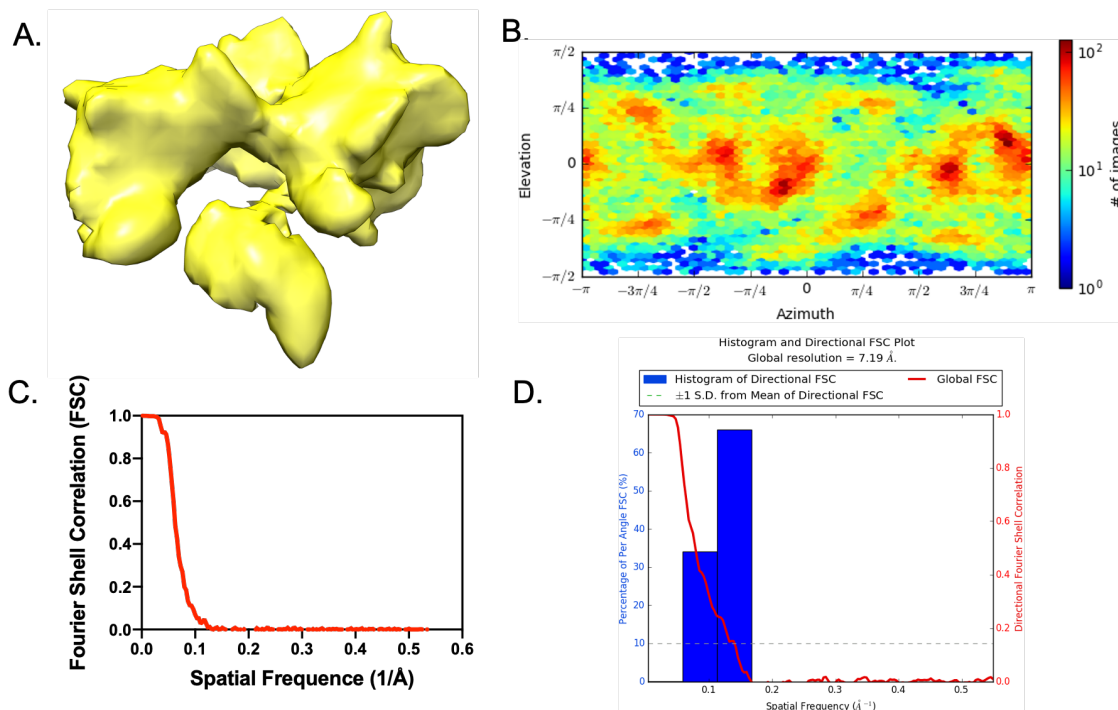 A.
B.
π/2
π/4
0
−π/4
−π/2
Elevation
−π
−3π/4
−π/2
−π/4
0
π/4
π/2
3π/4
π
Azimuth
10²
10¹
10⁰
# of images
C.
Fourier Shell Correlation (FSC)
1.0
0.8
0.6
0.4
0.2
0.0
0.0 0.1 0.2 0.3 0.4 0.5 0.6
Spatial Frequence (1/Å)
D.
Histogram and Directional FSC Plot
Global resolution = 7.19 Å.
Histogram of Directional FSC
Global FSC
±1 S.D. from Mean of Directional FSC
Percentage of Per Angle FSC (%)
70
60
50
40
30
20
10
0
0.1 0.2 0.3 0.4 0.5
Spatial Frequency (Å⁻¹)
1.0
0.8
0.6
0.4
0.2
0.0
Directional Fourier Shell Correlation